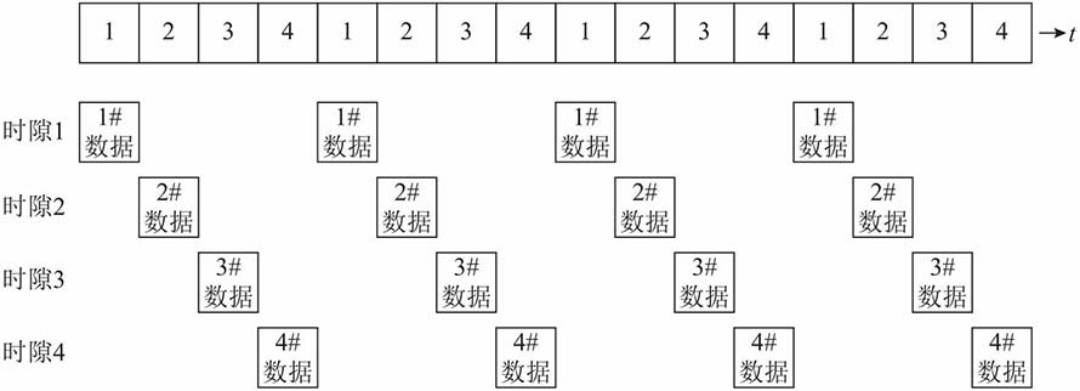 1 2 3 4 1 2 3 4 1 2 3 4 1 2 3 4 →t
时隙1 1# 数据 1# 数据 1# 数据 1# 数据
时隙2 2# 数据 2# 数据 2# 数据 2# 数据
时隙3 3# 数据 3# 数据 3# 数据 3# 数据
时隙4 4# 数据 4# 数据 4# 数据 4# 数据